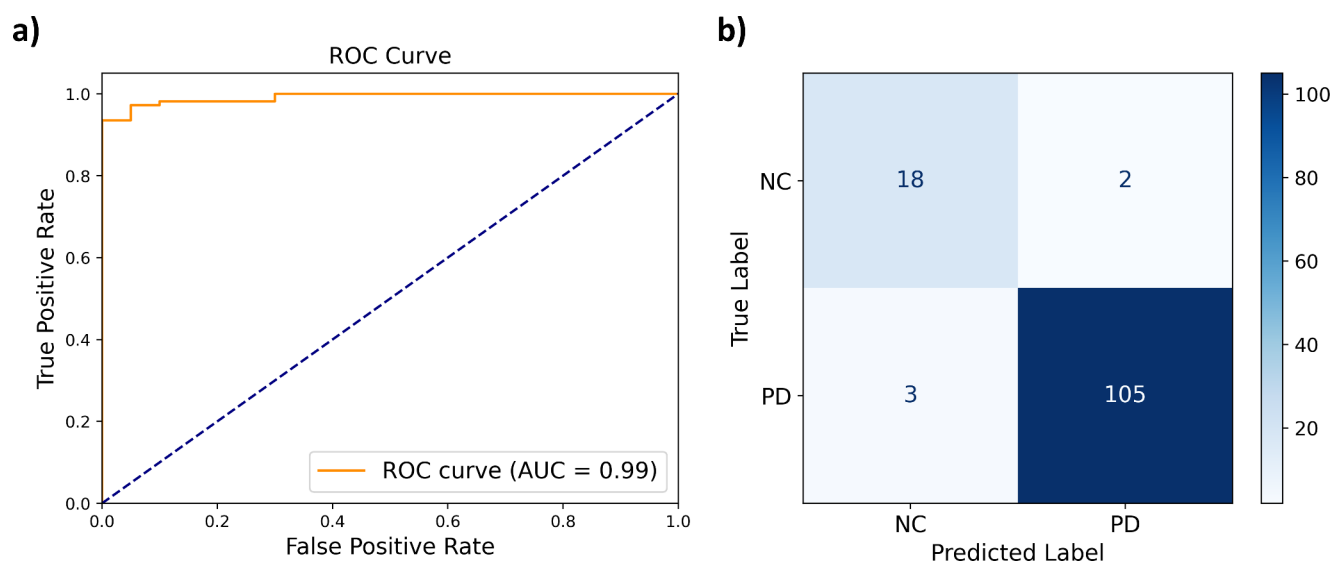 a)
ROC Curve
True Positive Rate
1.0
0.8
0.6
0.4
0.2
0.0
ROC curve (AUC = 0.99)
0.0 0.2 0.4 0.6 0.8 1.0
False Positive Rate
b)
True Label
NC
18 2
PD
3 105
NC PD
Predicted Label
100
80
60
40
20